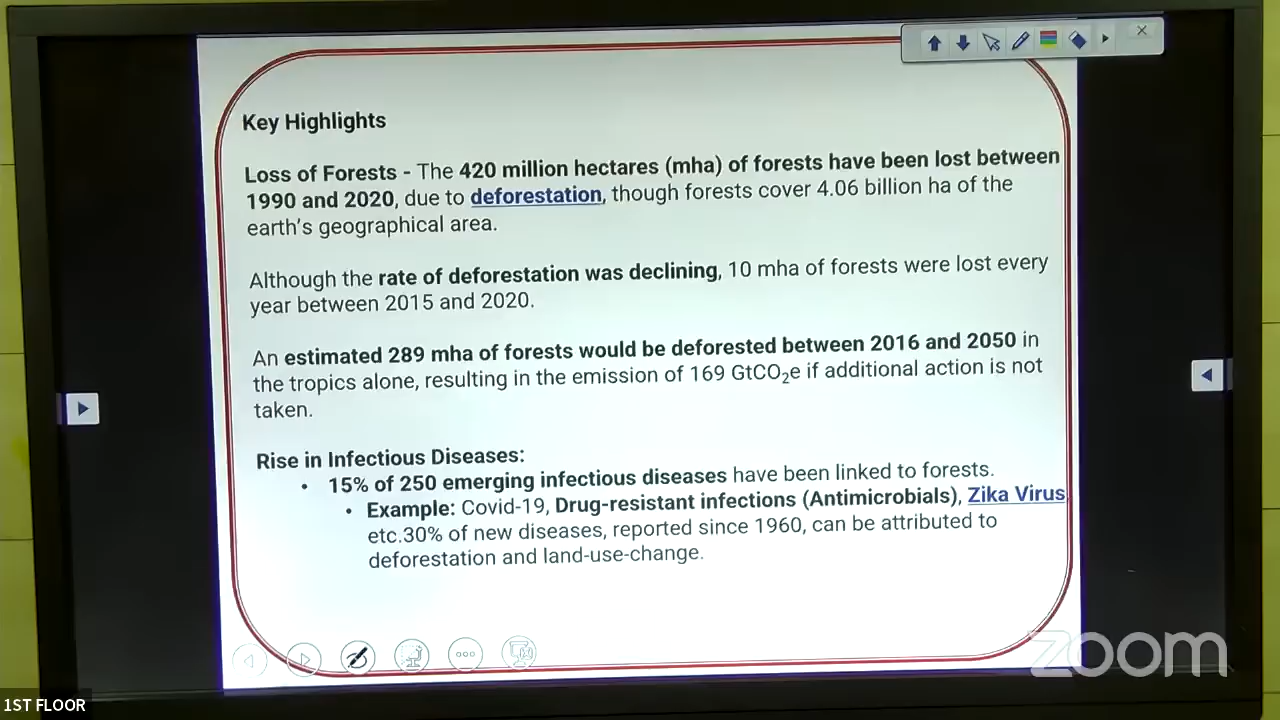 Key Highlights
Loss of Forests - The 420 million hectares (mha) of forests have been lost between
1990 and 2020, due to deforestation, though forests cover 4.06 billion ha of the
earth's geographical area.
Although the rate of deforestation was declining, 10 mha of forests were lost every
year between 2015 and 2020.
An estimated 289 mha of forests would be deforested between 2016 and 2050 in
the tropics alone, resulting in the emission of 169 GtCO₂e if additional action is not
taken.
Rise in Infectious Diseases:
• 15% of 250 emerging infectious diseases have been linked to forests.
• Example: Covid-19, Drug-resistant infections (Antimicrobials), Zika Virus
etc.30% of new diseases, reported since 1960, can be attributed to
deforestation and land-use-change.
zoom
1ST FLOOR